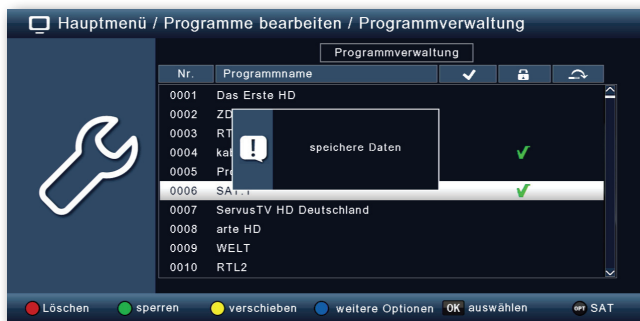 Hauptmenü / Programme bearbeiten / Programmverwaltung
Programmverwaltung
Nr. Programmname
0001 Das Erste HD
0002
0003
speichere Daten
0004
0005
0006 SAT.1
0007 ServusTV HD Deutschland
0008 arte HD
0009 WELT
0010 RTL2
Löschen sperren verschieben weitere Optionen OK auswählen OPT SAT